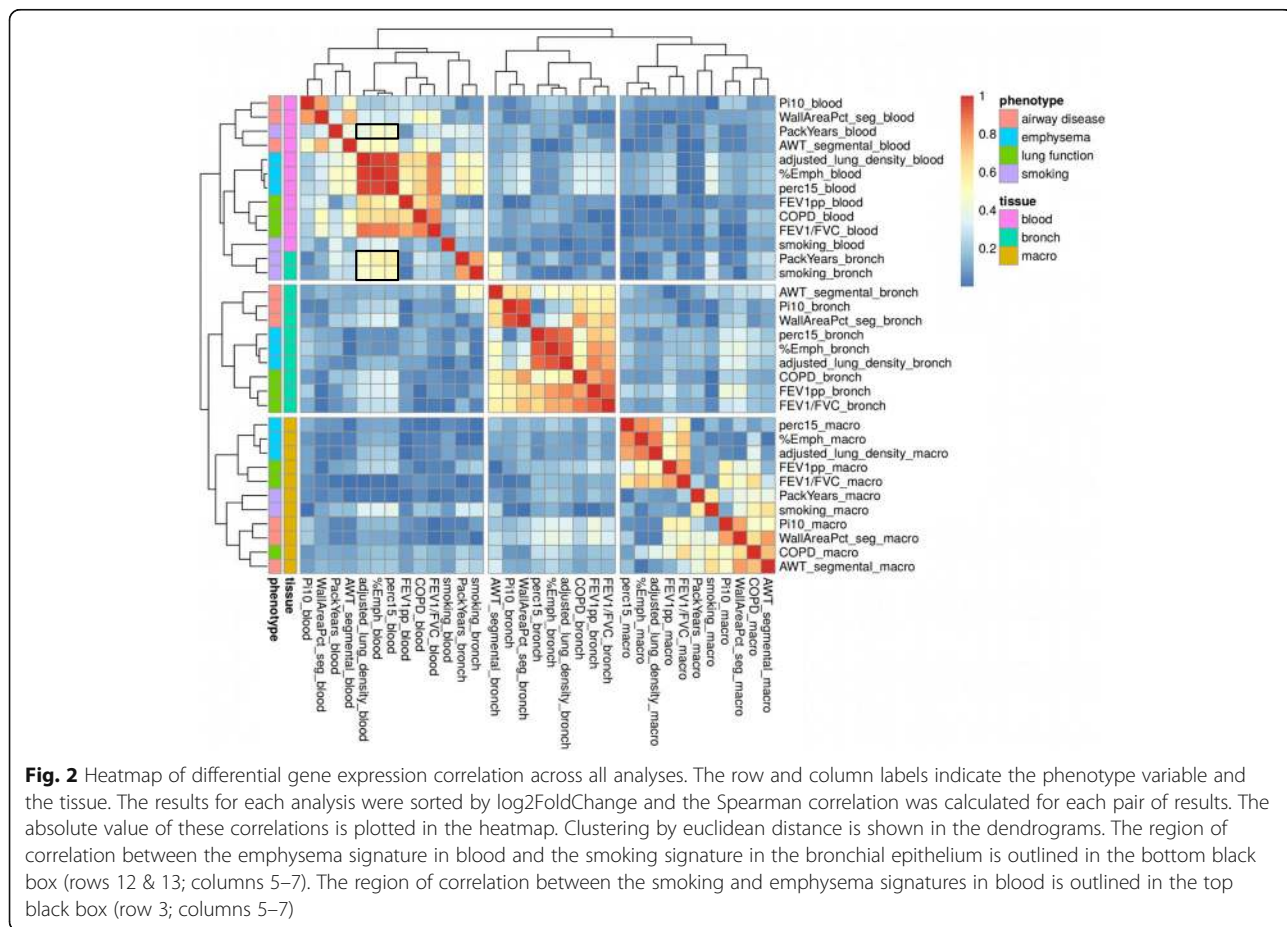 Pi10_blood
WallAreaPct_seg_blood
PackYears_blood
AWT_segmental_blood
adjusted_lung_density_blood
%Emph_blood
perc15_blood
FEV1pp_blood
COPD_blood
FEV1/FVC_blood
smoking_blood
PackYears_bronch
smoking_bronch
AWT_segmental_bronch
Pi10_bronch
WallAreaPct_seg_bronch
perc15_bronch
%Emph_bronch
adjusted_lung_density_bronch
COPD_bronch
FEV1pp_bronch
FEV1/FVC_bronch
perc15_macro
%Emph_macro
adjusted_lung_density_macro
FEV1pp_macro
FEV1/FVC_macro
PackYears_macro
smoking_macro
Pi10_macro
WallAreaPct_seg_macro
COPD_macro
AWT_segmental_macro
1
0.8
0.6
0.4
0.2
phenotype
airway disease
emphysema
lung function
smoking
tissue
blood
bronch
macro
phenotype
tissue
Pi10_blood
WallAreaPct_seg_blood
PackYears_blood
AWT_segmental_blood
adjusted_lung_density_blood
%Emph_blood
perc15_blood
FEV1pp_blood
COPD_blood
FEV1/FVC_blood
smoking_blood
PackYears_bronch
smoking_bronch
AWT_segmental_bronch
Pi10_bronch
WallAreaPct_seg_bronch
perc15_bronch
%Emph_bronch
adjusted_lung_density_bronch
COPD_bronch
FEV1pp_bronch
FEV1/FVC_bronch
perc15_macro
%Emph_macro
adjusted_lung_density_macro
FEV1pp_macro
FEV1/FVC_macro
PackYears_macro
smoking_macro
Pi10_macro
WallAreaPct_seg_macro
COPD_macro
AWT_segmental_macro
Fig. 2 Heatmap of differential gene expression correlation across all analyses. The row and column labels indicate the phenotype variable and
the tissue. The results for each analysis were sorted by log2FoldChange and the Spearman correlation was calculated for each pair of results. The
absolute value of these correlations is plotted in the heatmap. Clustering by euclidean distance is shown in the dendrograms. The region of
correlation between the emphysema signature in blood and the smoking signature in the bronchial epithelium is outlined in the bottom black
box (rows 12 & 13; columns 5–7). The region of correlation between the smoking and emphysema signatures in blood is outlined in the top
black box (row 3; columns 5–7)